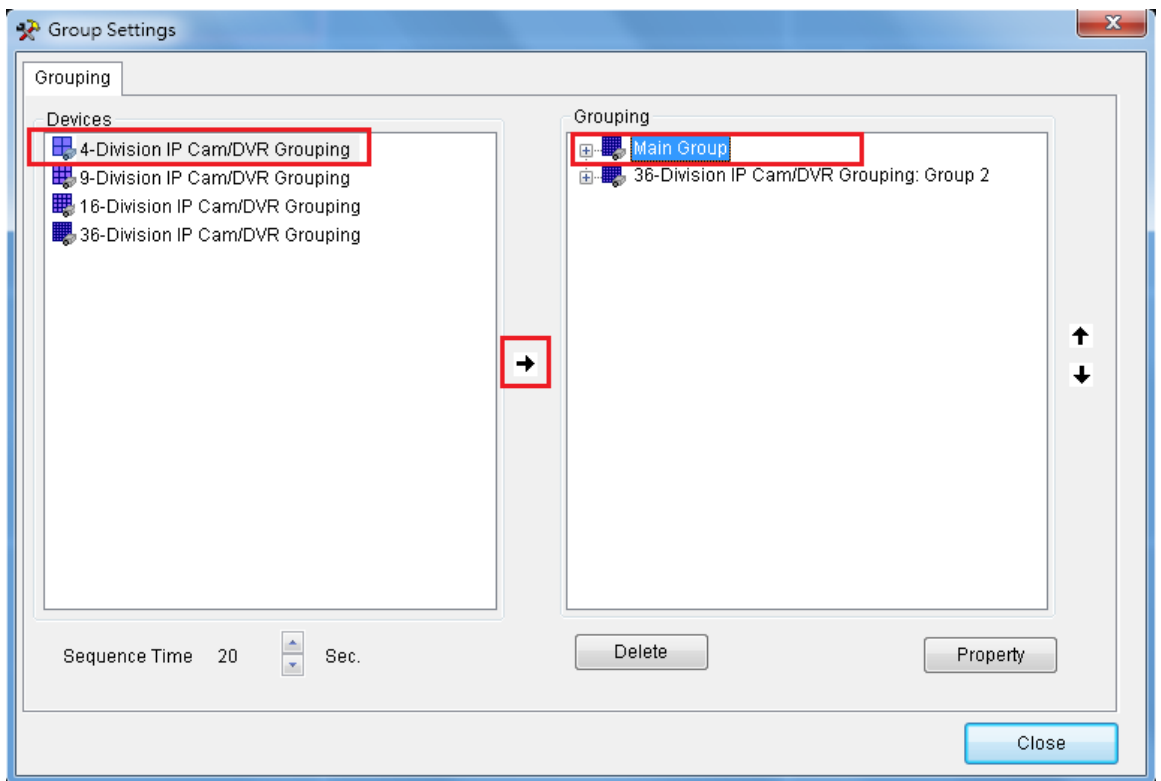 Group Settings
Grouping
Devices
4-Division IP Cam/DVR Grouping
9-Division IP Cam/DVR Grouping
16-Division IP Cam/DVR Grouping
36-Division IP Cam/DVR Grouping
Grouping
Main Group
36-Division IP Cam/DVR Grouping: Group 2
Sequence Time 20 Sec.
Delete
Property
Close